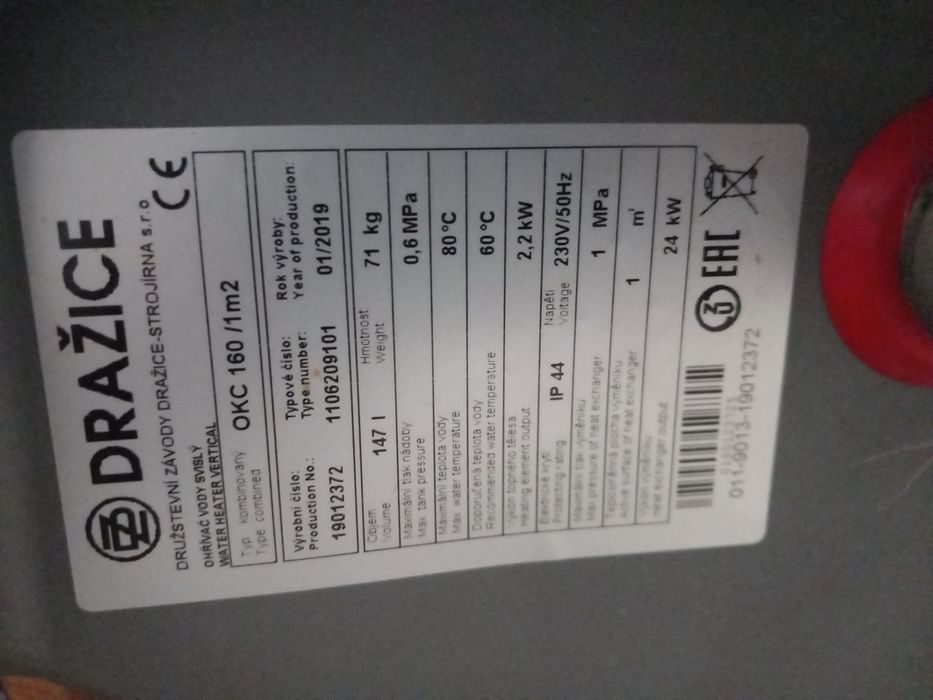 DRAŽICE
DRUŽSTEVNÍ ZÁVODY DRAŽICE-STROJÍRNA s.r.o
CE
OHŘÍVAČ VODY SVISLÝ
WATER HEATER VERTICAL
Typ kombinovaný
Type combined
OKC 160 /1m2
Výrobní číslo:
Production No.:
19012372
Typové číslo:
Type number:
1106209101
Rok výroby:
Year of production:
01/2019
Objem
Volume
147 l
Hmotnost
Weight
71 kg
Maximální tlak nádoby
Max tank pressure
0,6 MPa
Maximální teplota vody
Max water temperature
80 °C
Doporučená teplota vody
Recommended water temperature
60 °C
Výkon topného tělesa
Heating element output
2,2 kW
Elektrické krytí
Protecting rating
IP 44
Napětí
Voltage
230V/50Hz
Maximální tlak výměníku
Max pressure of heat exchanger
1 MPa
Teplosměnná plocha výměníku
Active surface of heat exchanger
1 m²
Výkon výměníku
Heat exchanger output
24 kW
EAC
011-9013-19012372